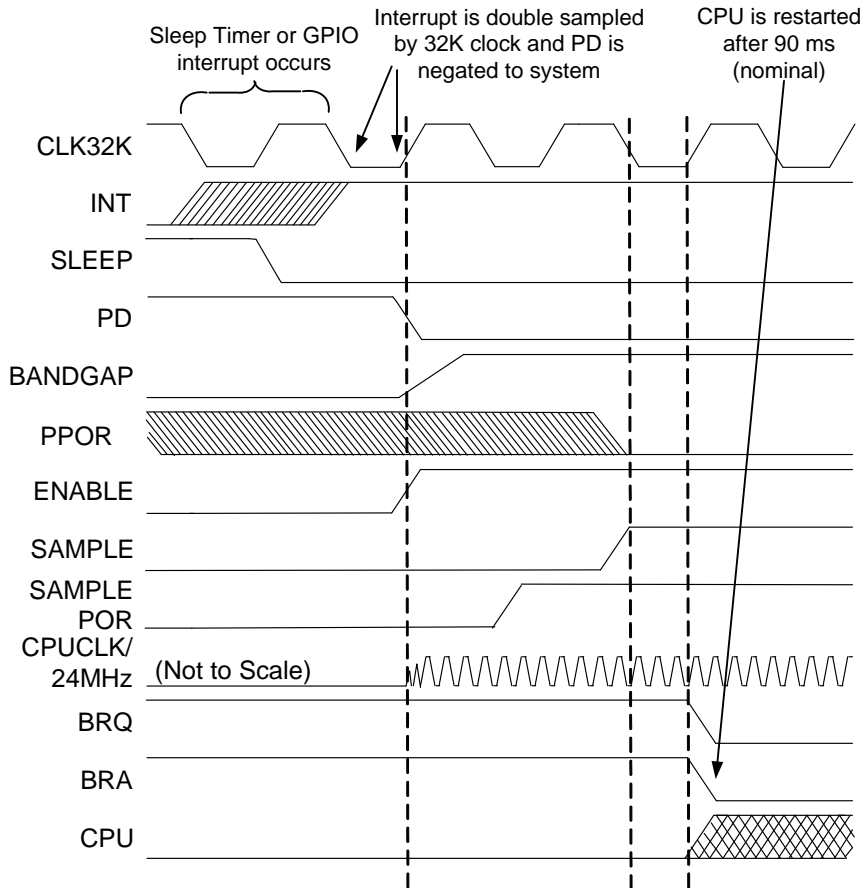 Sleep Timer or GPIO
interrupt occurs
Interrupt is double sampled
by 32K clock and PD is
negated to system
CPU is restarted
after 90 ms
(nominal)
CLK32K
INT
SLEEP
PD
BANDGAP
PPOR
ENABLE
SAMPLE
SAMPLE
POR
CPUCLK/
24MHz
(Not to Scale)
BRQ
BRA
CPU